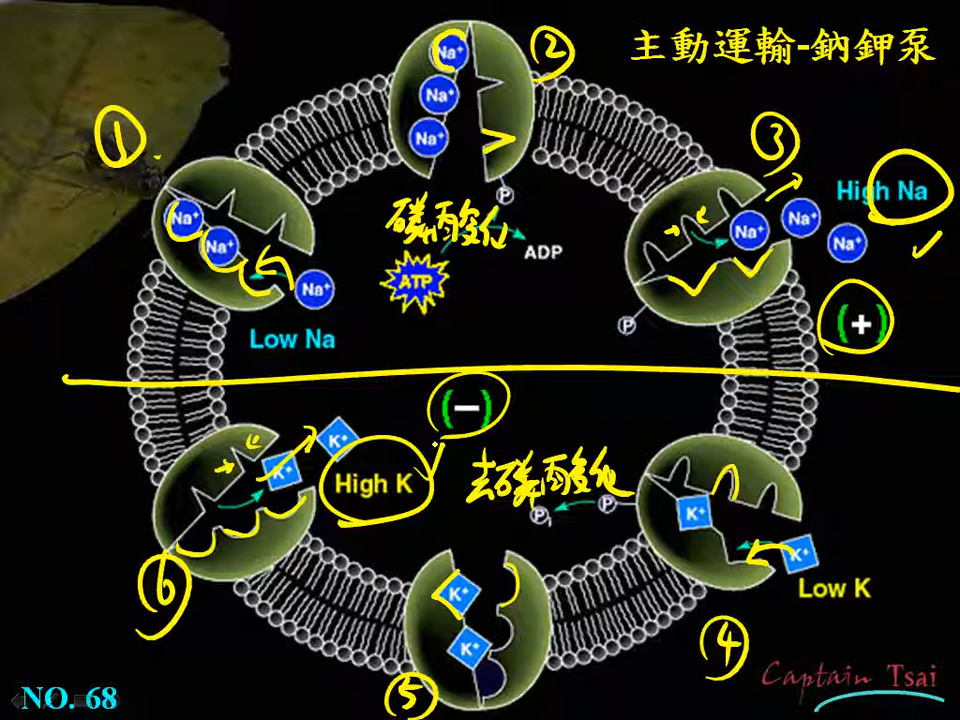 主動運輸-鈉鉀泵
②
Na⁺
Na⁺
Na⁺
①
③
High Na
P
Na⁺
Na⁺
Na⁺
磷酸化
ADP
Na⁺
Na⁺
Na⁺
ATP
Low Na
P
(+)
(−)
K⁺
K⁺
High K
去磷酸化
P
Pi
K⁺
K⁺
Low K
⑥
K⁺
K⁺
④
⑤
Captain Tsai
NO. 68